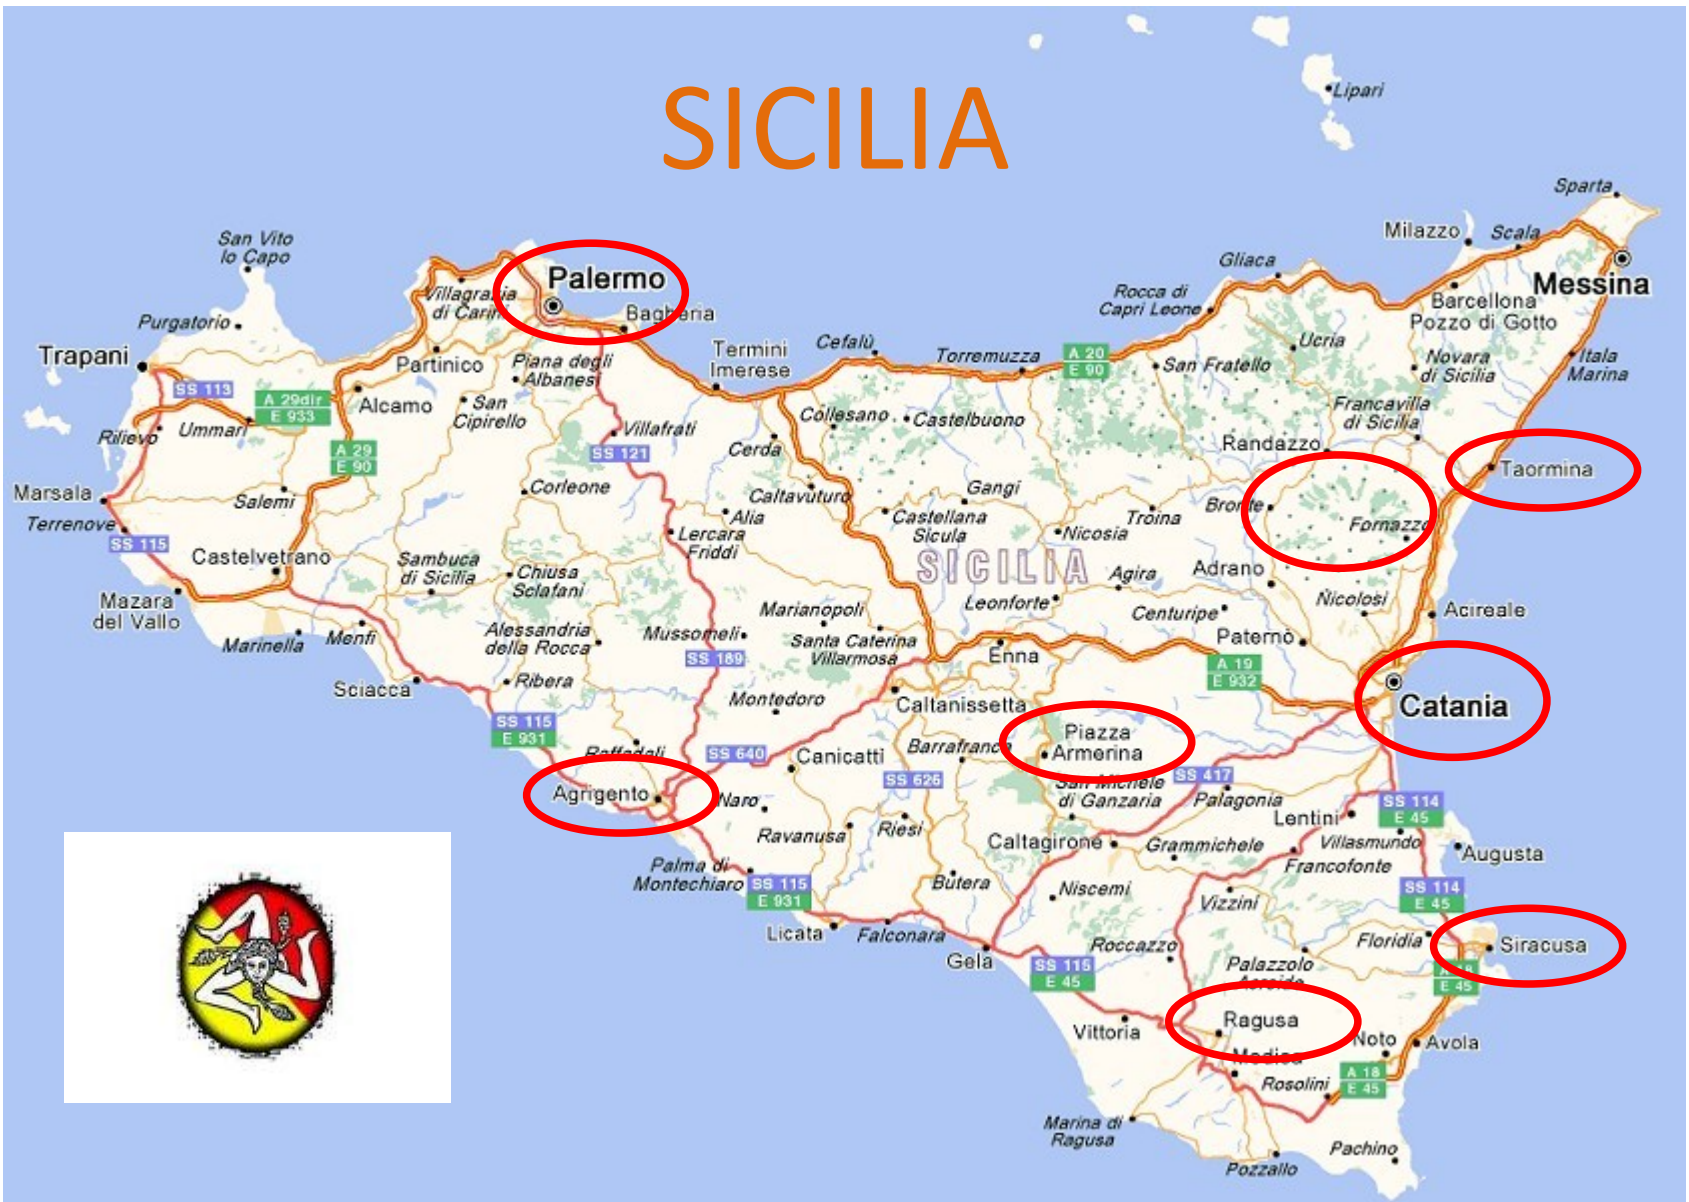 SICILIA
Lipari
Sparta
San Vito
lo Capo
Milazzo
Scala
Gliaca
Messina
Palermo
Villagrazia
di Carini
Rocca di
Capri Leone
Barcellona
Pozzo di Gotto
Bagheria
Purgatorio
Trapani
Partinico
Piana degli
Albanesi
Termini
Imerese
Cefalù
Torremuzza
A 20
E 90
San Fratello
Ucria
Novara
di Sicilia
Itala
Marina
SS 113
A 29dir
E 933
Alcamo
San
Cipirello
Collesano
Castelbuono
Francavilla
di Sicilia
Rilievo
Ummari
Villafrati
Randazzo
A 29
E 90
SS 121
Cerda
Taormina
Marsala
Salemi
Corleone
Caltavuturo
Gangi
Bronte
Terrenove
Alia
Castellana
Sicula
Troina
Fornazzo
SS 115
Lercara
Friddi
Nicosia
Castelvetrano
Sambuca
di Sicilia
Chiusa
Sclafani
SICILIA
Agira
Adrano
Mazara
del Vallo
Marianopoli
Leonforte
Centuripe
Nicolosi
Acireale
Marinella
Menfi
Alessandria
della Rocca
Mussomeli
Santa Caterina
Villarmosa
Paternò
SS 189
Enna
A 19
E 932
Sciacca
Ribera
Montedoro
Caltanissetta
Catania
SS 115
E 931
Raffadali
SS 640
Canicatti
Barrafranca
Piazza
Armerina
Agrigento
Naro
SS 626
San Michele
di Ganzaria
SS 417
Palagonia
SS 114
E 45
Ravanusa
Riesi
Lentini
Caltagirone
Grammichele
Villasmundo
Francofonte
Augusta
Palma di
Montechiaro
SS 115
E 931
Butera
Niscemi
Vizzini
SS 114
E 45
Licata
Falconara
Gela
Roccazzo
Floridia
Siracusa
SS 115
E 45
Palazzolo
Acreide
A 18
E 45
Vittoria
Ragusa
Noto
Avola
Modica
Rosolini
A 18
E 45
Marina di
Ragusa
Pachino
Pozzallo